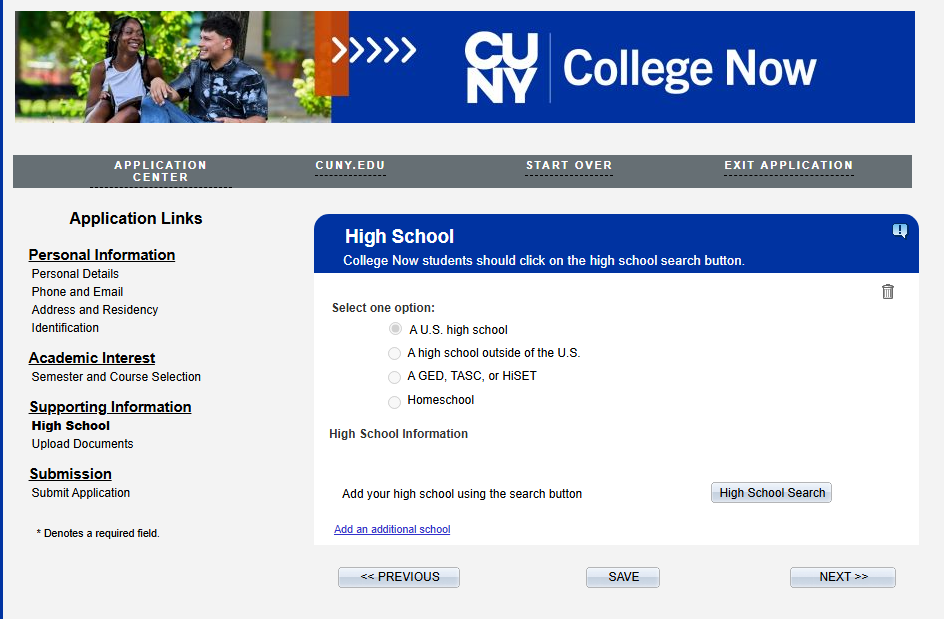 CU
NY
College Now
APPLICATION
CENTER
CUNY.EDU
START OVER
EXIT APPLICATION
Application Links
Personal Information
Personal Details
Phone and Email
Address and Residency
Identification
Academic Interest
Semester and Course Selection
Supporting Information
High School
Upload Documents
Submission
Submit Application
* Denotes a required field.
High School
College Now students should click on the high school search button.
Select one option:
A U.S. high school
A high school outside of the U.S.
A GED, TASC, or HiSET
Homeschool
High School Information
Add your high school using the search button
High School Search
Add an additional school
<< PREVIOUS
SAVE
NEXT >>